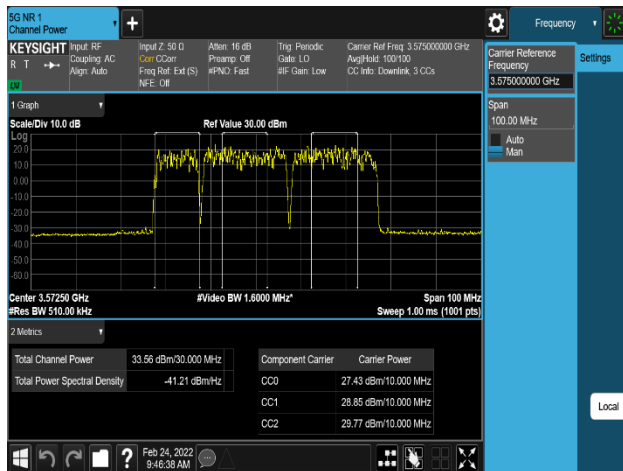 5G NR 1
Channel Power
Frequency
KEYSIGHT
R T
LNI
Input: RF
Coupling: AC
Align: Auto
Input Z: 50 Ω
Corr CCorr
Freq Ref: Ext (S)
NFE: Off
Atten: 16 dB
Preamp: Off
#PNO: Fast
Trig: Periodic
Gate: LO
#IF Gain: Low
Carrier Ref Freq: 3.575000000 GHz
Avg|Hold: 100/100
CC Info: Downlink, 3 CCs
Carrier Reference
Frequency
3.575000000 GHz
Settings
Span
100.00 MHz
Auto
Man
1 Graph
Scale/Div 10.0 dB
Ref Value 30.00 dBm
Log
20.0
10.0
0.00
-10.0
-20.0
-30.0
-40.0
-50.0
-60.0
Center 3.57250 GHz
#Video BW 1.6000 MHz*
Span 100 MHz
#Res BW 510.00 kHz
Sweep 1.00 ms (1001 pts)
2 Metrics
Total Channel Power
33.56 dBm/30.000 MHz
Total Power Spectral Density
-41.21 dBm/Hz
Component Carrier
Carrier Power
CC0
27.43 dBm/10.000 MHz
CC1
28.85 dBm/10.000 MHz
CC2
29.77 dBm/10.000 MHz
Local
?
Feb 24, 2022
9:46:38 AM